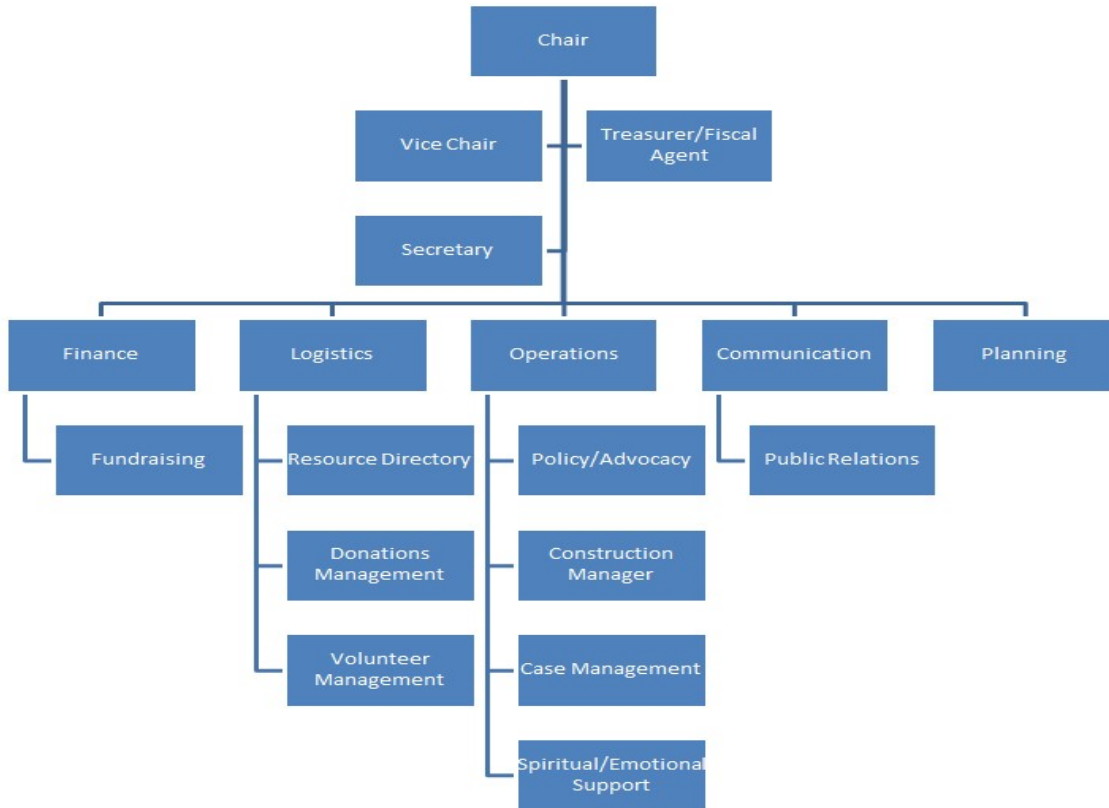 Chair
Vice Chair
Treasurer/Fiscal
Agent
Secretary
Finance
Logistics
Operations
Communication
Planning
Fundraising
Resource Directory
Policy/Advocacy
Public Relations
Donations
Management
Construction
Manager
Volunteer
Management
Case Management
Spiritual/Emotional
Support